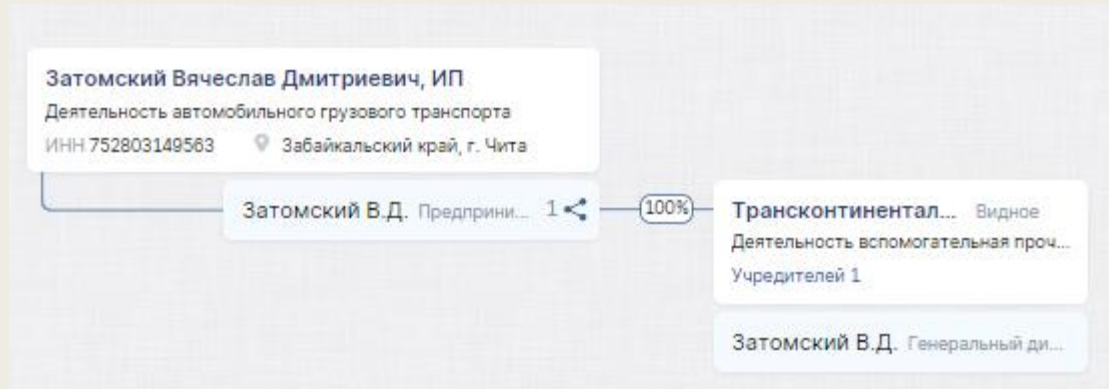 Затомский Вячеслав Дмитриевич, ИП
Деятельность автомобильного грузового транспорта
ИНН 752803149563 Забайкальский край, г. Чита
Затомский В.Д. Предприни... 1
100%
Трансконтинентал... Видное
Деятельность вспомогательная проч...
Учредителей 1
Затомский В.Д. Генеральный ди...